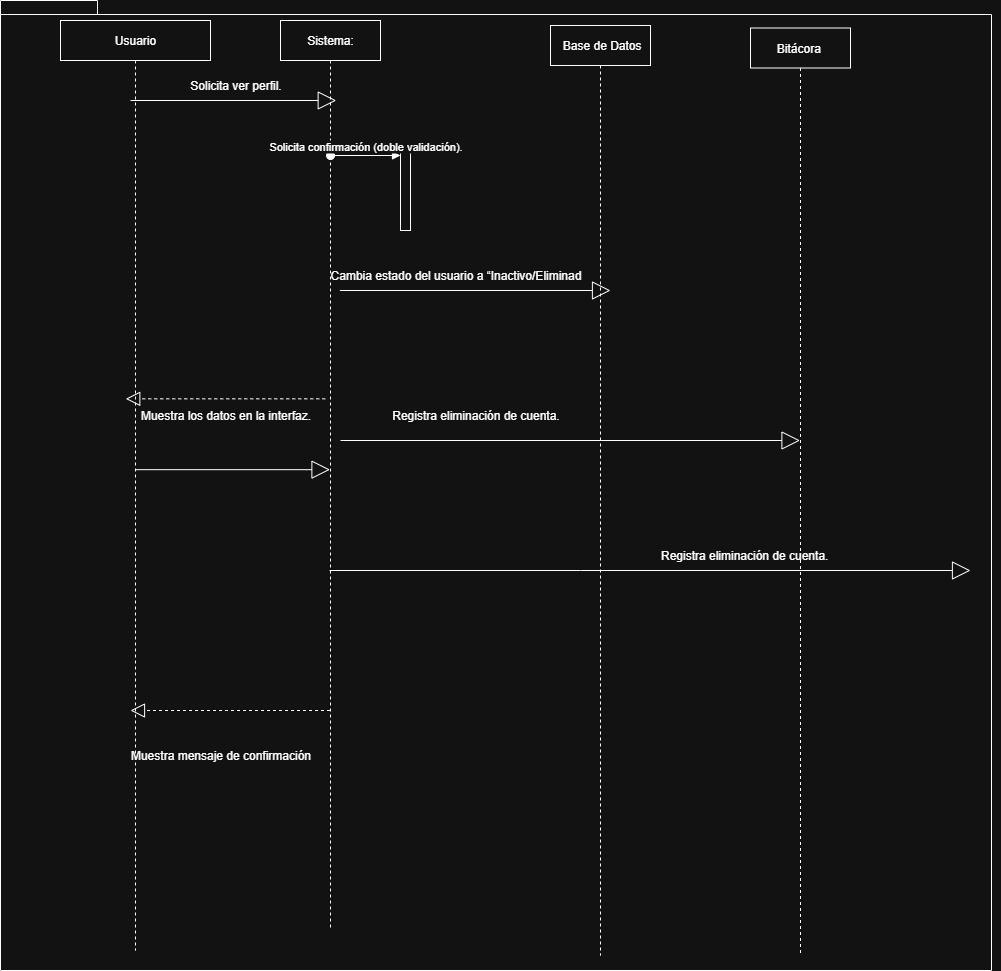 Usuario
Sistema:
Base de Datos
Bitácora
Solicita ver perfil.
Solicita confirmación (doble validación).
Cambia estado del usuario a “Inactivo/Eliminad
Muestra los datos en la interfaz.
Registra eliminación de cuenta.
Registra eliminación de cuenta.
Muestra mensaje de confirmación